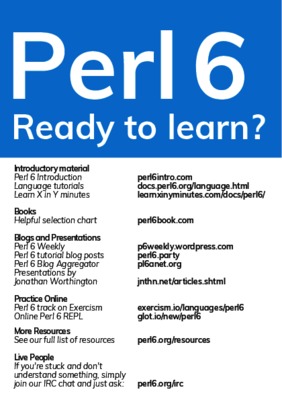 Perl 6
Ready to learn?
Introductory material
Perl 6 Introduction perl6intro.com
Language tutorials docs.perl6.org/language.html
Learn X in Y minutes learnxinyminutes.com/docs/perl6/
Books
Helpful selection chart perl6book.com
Blogs and Presentations
Perl 6 Weekly p6weekly.wordpress.com
Perl 6 tutorial blog posts perl6.party
Perl 6 Blog Aggregator pl6anet.org
Presentations by
Jonathan Worthington jnthn.net/articles.shtml
Practice Online
Perl 6 track on Exercism exercism.io/languages/perl6
Online Perl 6 REPL glot.io/new/perl6
More Resources
See our full list of resources perl6.org/resources
Live People
If you're stuck and don't
understand something, simply
join our IRC chat and just ask: perl6.org/irc